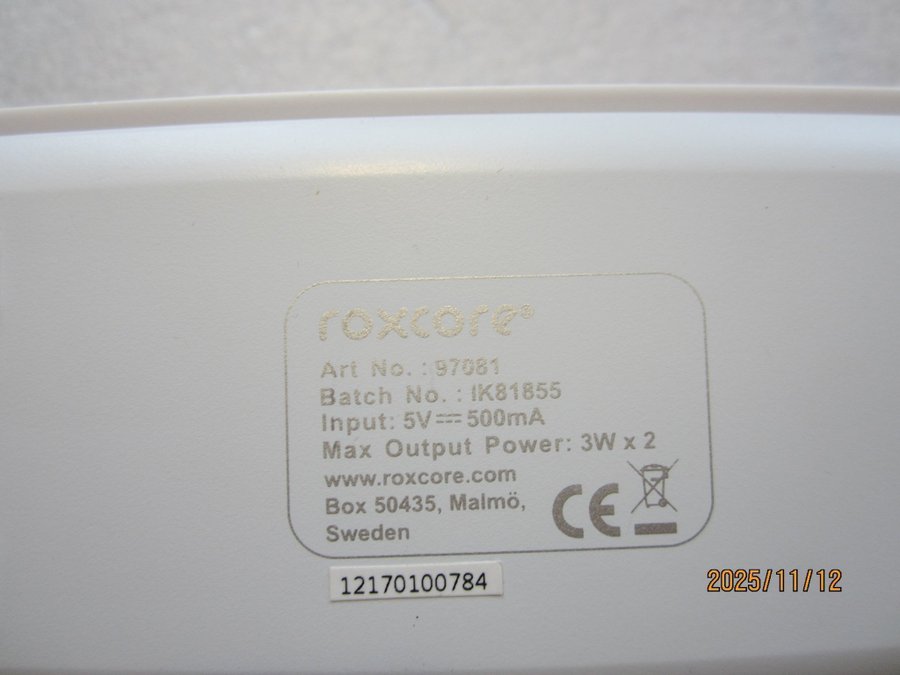 roxcore®
Art No. : 97081
Batch No. : IK81855
Input: 5V⎓500mA
Max Output Power: 3W x 2
www.roxcore.com
Box 50435, Malmö,
Sweden
CE
12170100784
2025/11/12